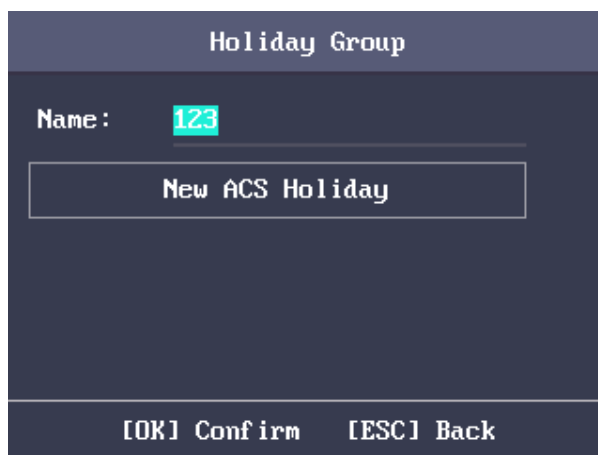 Holiday Group
Name: 123
New ACS Holiday
[OK] Confirm [ESC] Back